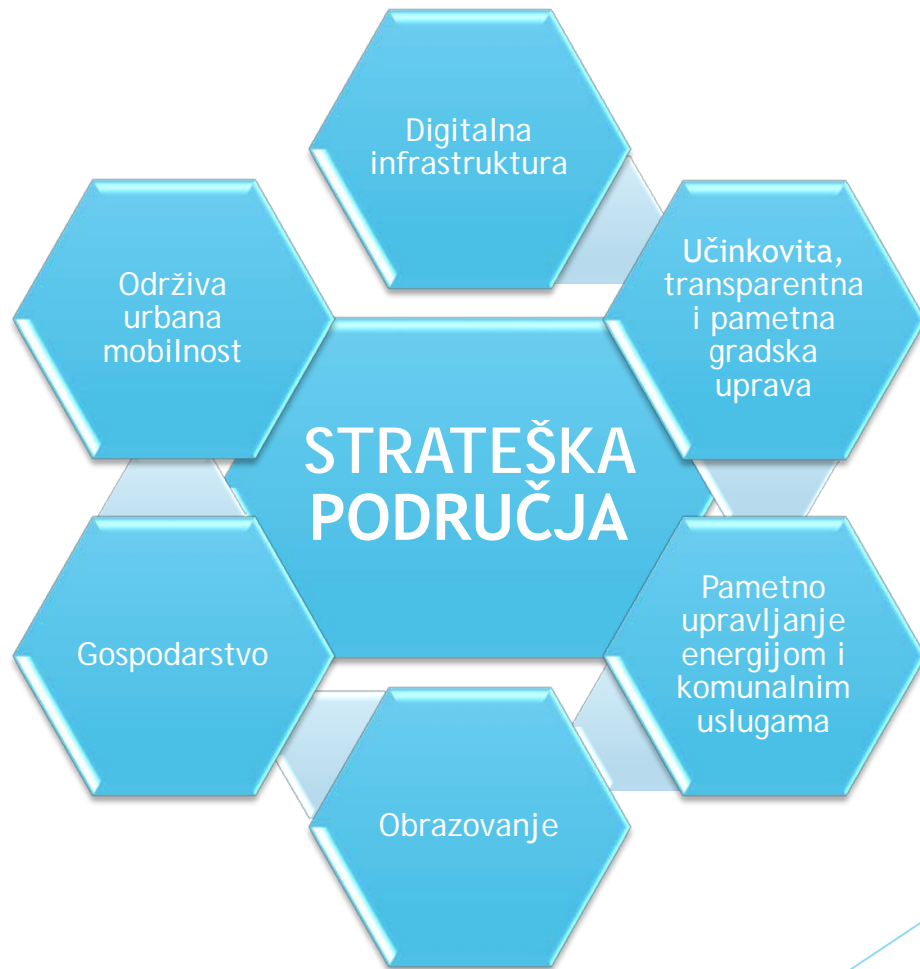 Digitalna
infrastruktura
Učinkovita,
transparentna
i pametna
gradska
uprava
Održiva
urbana
mobilnost
STRATEŠKA
PODRUČJA
Pametno
upravljanje
energijom i
komunalnim
uslugama
Gospodarstvo
Obrazovanje